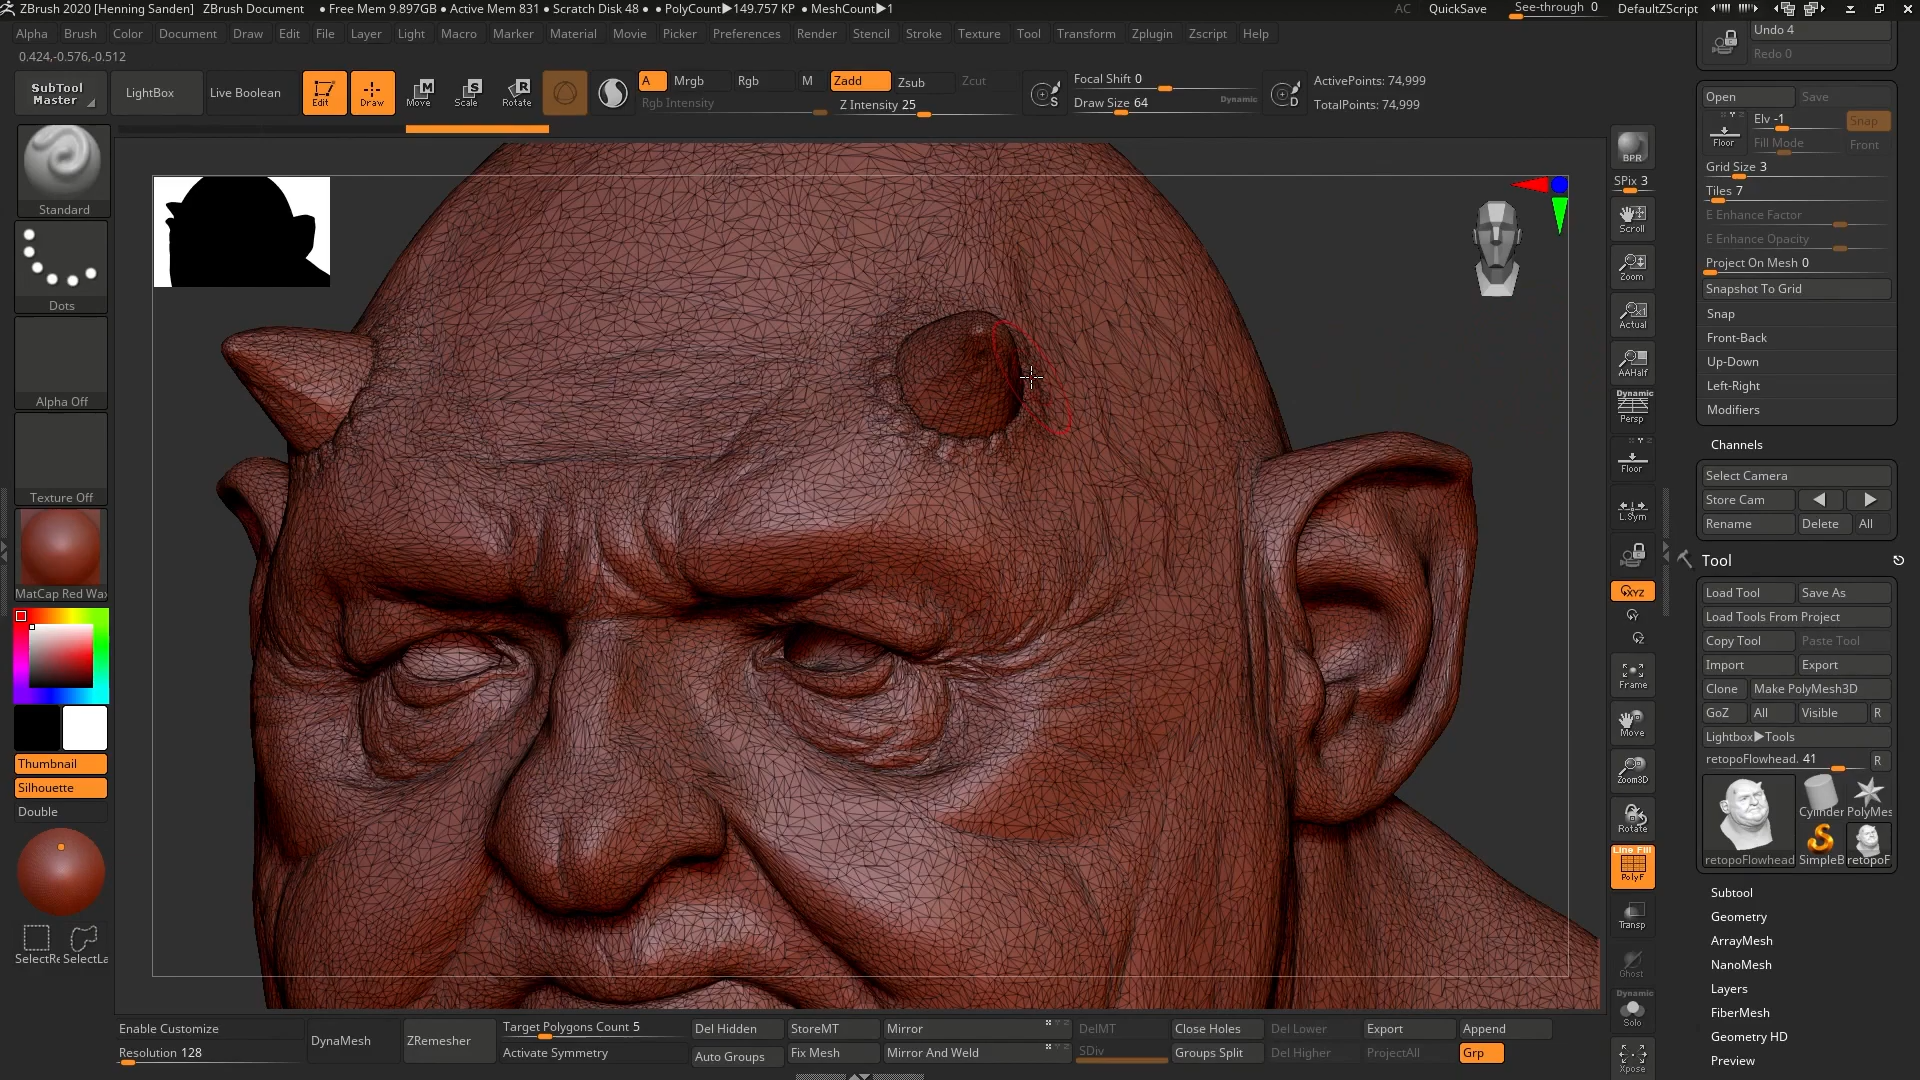 ZBrush 2020 [Henning Sanden] ZBrush Document • Free Mem 9.897GB • Active Mem 831 • Scratch Disk 48 • • PolyCount▶149.757 KP • MeshCount▶1
AC QuickSave See-through 0 DefaultZScript
Alpha Brush Color Document Draw Edit File Layer Light Macro Marker Material Movie Picker Preferences Render Stencil Stroke Texture Tool Transform Zplugin Zscript Help
0.424,-0.576,-0.512
SubTool
Master
LightBox
Live Boolean
Edit
Draw
Move
Scale
Rotate
A Mrgb Rgb M Zadd Zsub Zcut
Rgb Intensity Z Intensity 25
Focal Shift 0
Draw Size 64 Dynamic
ActivePoints: 74,999
TotalPoints: 74,999
Standard
Dots
Alpha Off
Texture Off
MatCap Red Wax
Thumbnail
Silhouette
Double
SelectRe SelectLa
BPR
SPix 3
Scroll
Zoom
Actual
AAHalf
Dynamic
Persp
Floor
L.Sym
XYZ
Frame
Move
Zoom3D
Rotate
Line Fill
PolyF
Transp
Ghost
Dynamic
Solo
Xpose
Undo 4
Redo 0
Open Save
Floor
Elv -1 Snap
Fill Mode Front
Grid Size 3
Tiles 7
E Enhance Factor
E Enhance Opacity
Project On Mesh 0
Snapshot To Grid
Snap
Front-Back
Up-Down
Left-Right
Modifiers
Channels
Select Camera
Store Cam
Rename Delete All
Tool
Load Tool Save As
Load Tools From Project
Copy Tool Paste Tool
Import Export
Clone Make PolyMesh3D
GoZ All Visible R
Lightbox▶Tools
retopoFlowhead. 41 R
Cylinder PolyMes
retopoFlowhead SimpleB retopoF
Subtool
Geometry
ArrayMesh
NanoMesh
Layers
FiberMesh
Geometry HD
Preview
Enable Customize
Resolution 128
DynaMesh
ZRemesher
Target Polygons Count 5
Activate Symmetry
Del Hidden StoreMT Mirror DelMT Close Holes Del Lower Export Append
Auto Groups Fix Mesh Mirror And Weld SDiv Groups Split Del Higher ProjectAll Grp